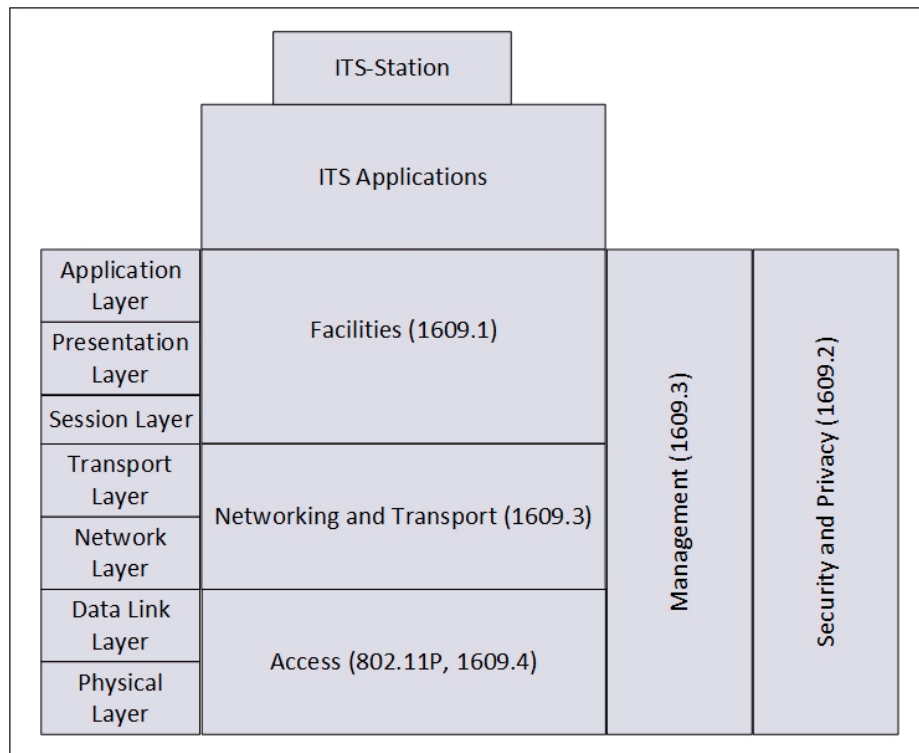 ITS-Station
ITS Applications
Application
Layer
Presentation
Layer
Session Layer
Transport
Layer
Network
Layer
Data Link
Layer
Physical
Layer
Facilities (1609.1)
Networking and Transport (1609.3)
Access (802.11P, 1609.4)
Management (1609.3)
Security and Privacy (1609.2)